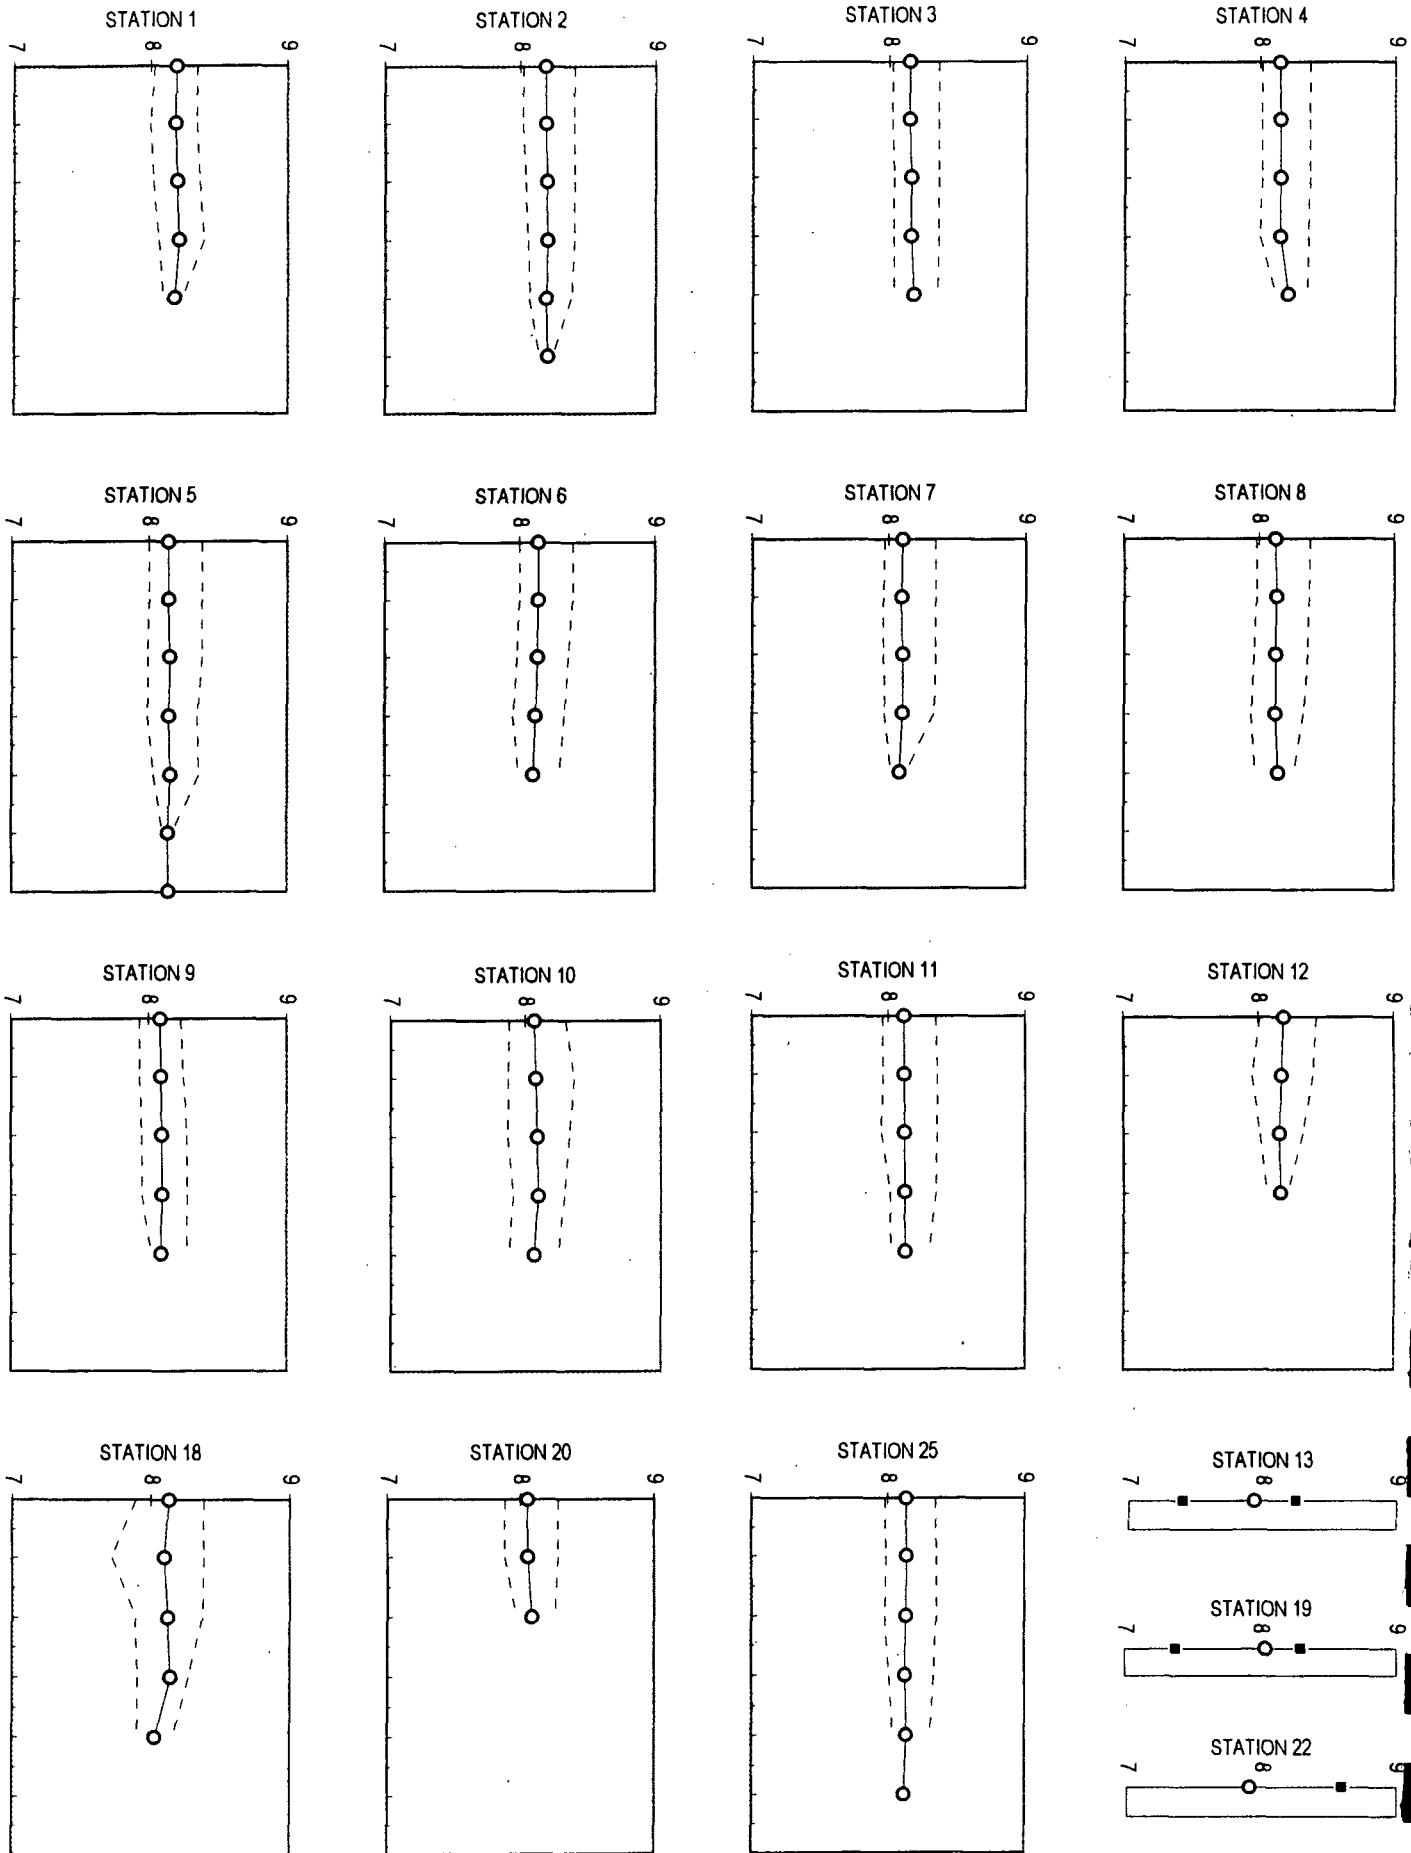 STATION 1
7 8 9
STATION 2
7 8 9
STATION 3
7 8 9
STATION 4
7 8 9
STATION 5
7 8 9
STATION 6
7 8 9
STATION 7
7 8 9
STATION 8
7 8 9
STATION 9
7 8 9
STATION 10
7 8 9
STATION 11
7 8 9
STATION 12
7 8 9
STATION 18
7 8 9
STATION 20
7 8 9
STATION 25
7 8 9
STATION 13
7 8 9
STATION 19
7 8 9
STATION 22
7 8 9